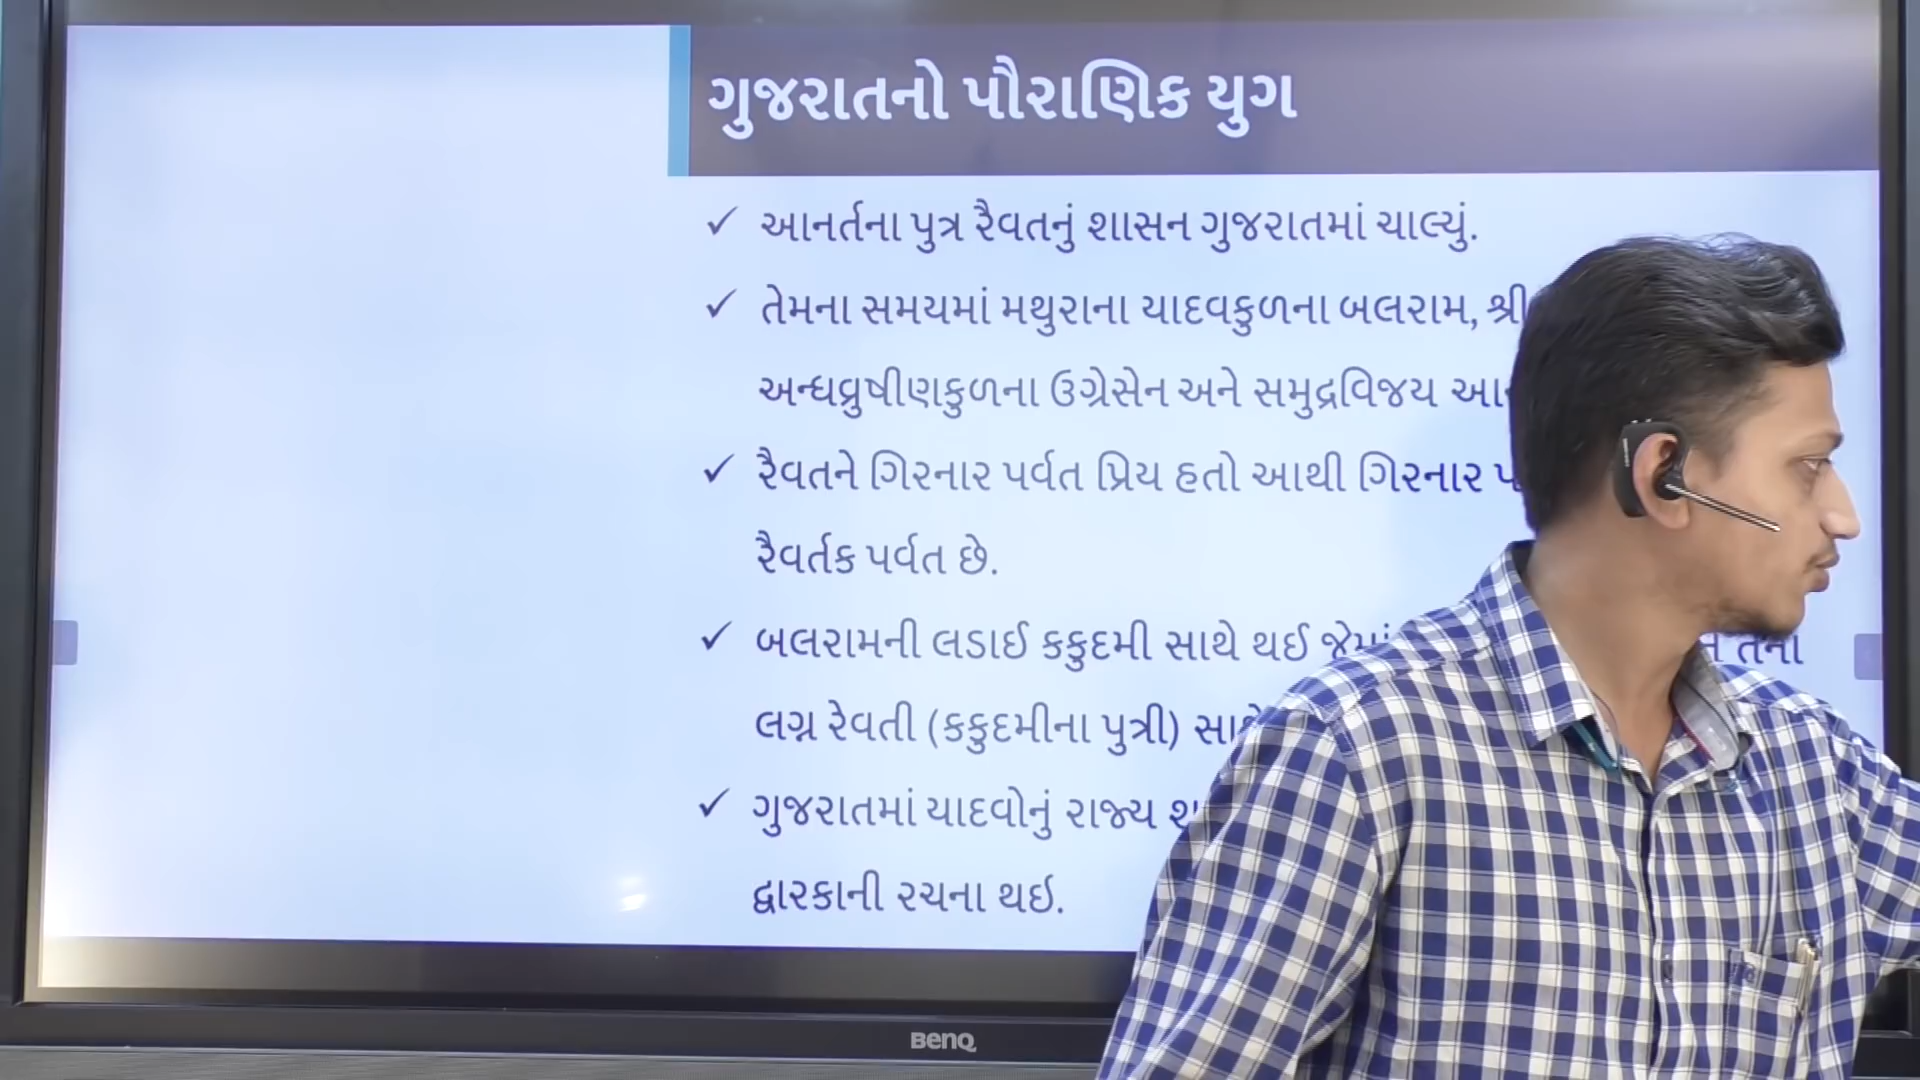 ગુજરાતનો પૌરાણિક યુગ
✓ આનર્તના પુત્ર રૈવતનું શાસન ગુજરાતમાં ચાલ્યું.
✓ તેમના સમયમાં મથુરાના યાદવકુળના બલરામ, શ્રી
અન્ધવ્રુષીણકુળના ઉગ્રેસેન અને સમુદ્રવિજય
✓ રૈવતને ગિરનાર પર્વત પ્રિય હતો આથી ગિરનાર
રૈવર્તક પર્વત છે.
✓ બલરામની લડાઈ કકુદમી સાથે થઈ જેમાં તેના
લગ્ન રેવતી (કકુદમીના પુત્રી) સાથે
✓ ગુજરાતમાં યાદવોનું રાજ્ય
દ્વારકાની રચના થઇ.
BenQ